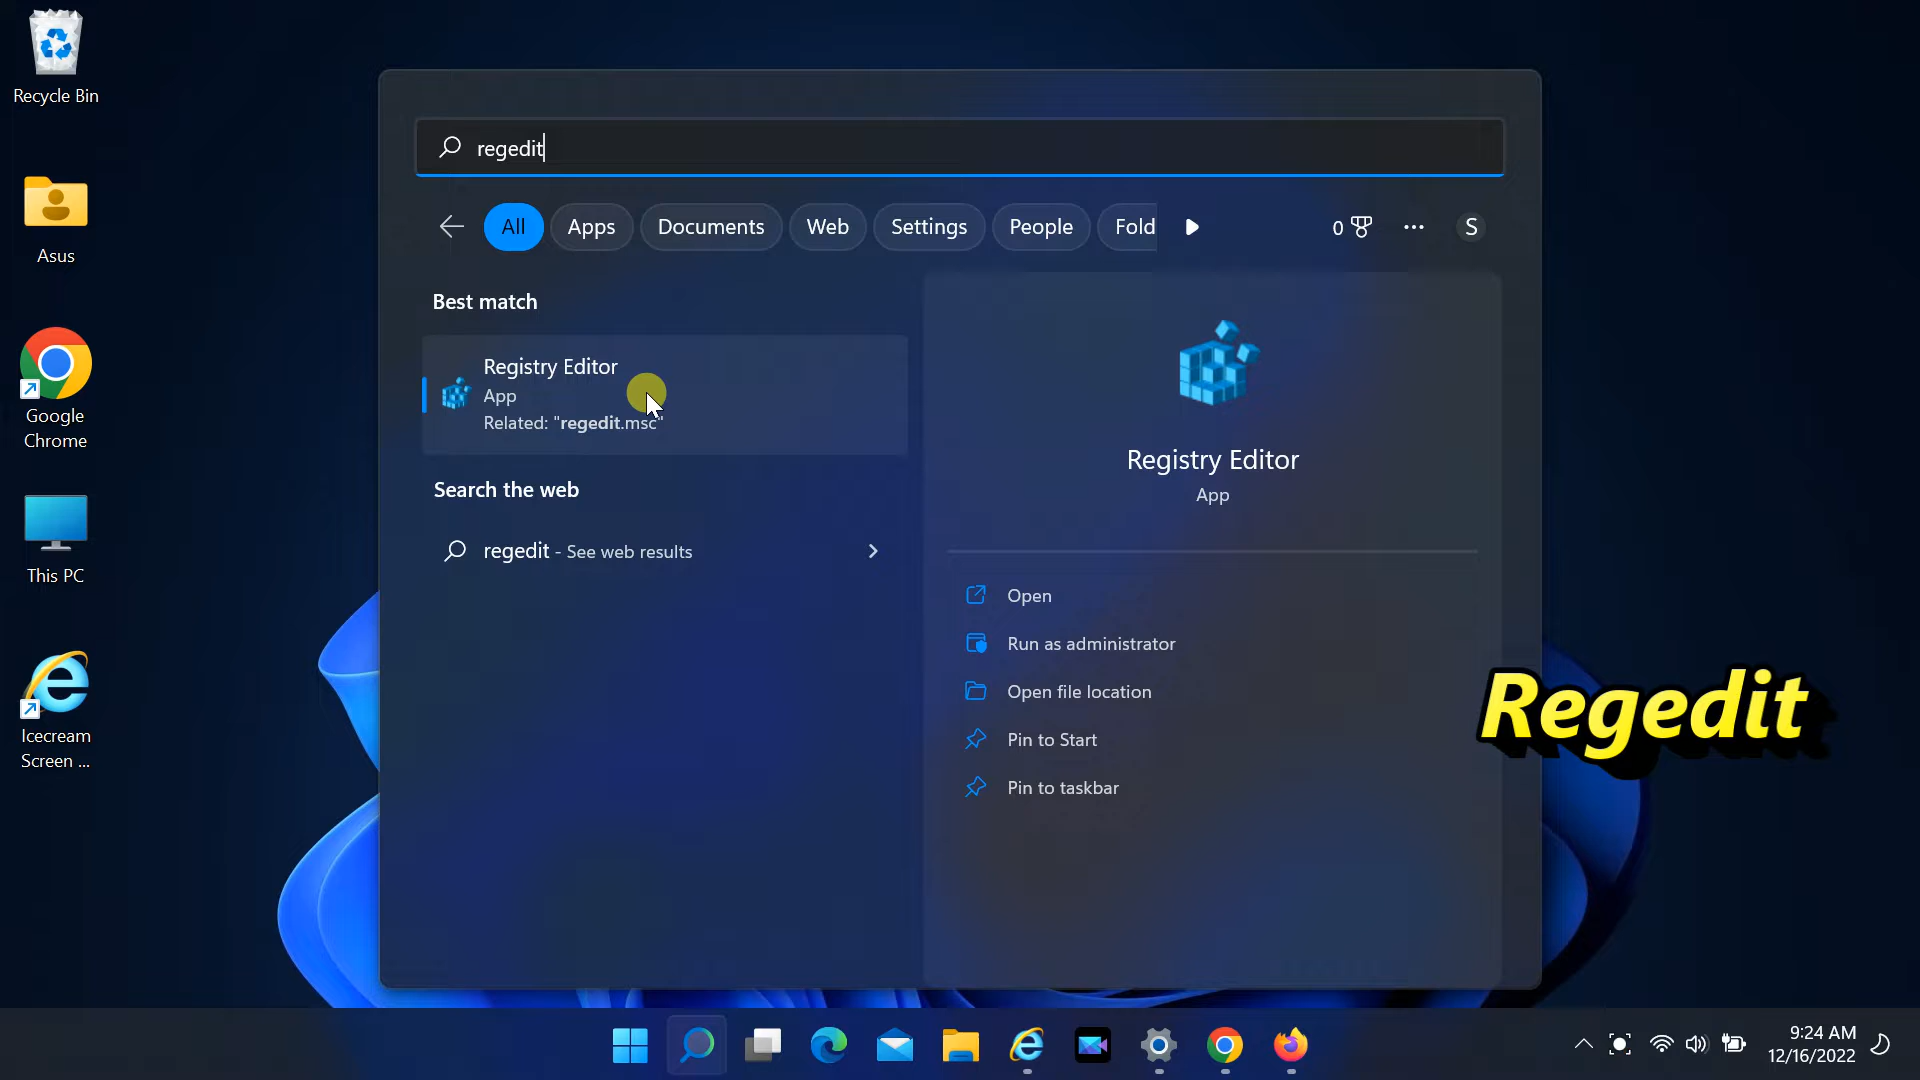 Recycle Bin
Asus
Google
Chrome
This PC
Icecream
Screen ...
regedit
All
Apps
Documents
Web
Settings
People
Fold
0
...
S
Best match
Registry Editor
App
Related: "regedit.msc"
Search the web
regedit - See web results
Registry Editor
App
Open
Run as administrator
Open file location
Pin to Start
Pin to taskbar
Regedit
9:24 AM
12/16/2022